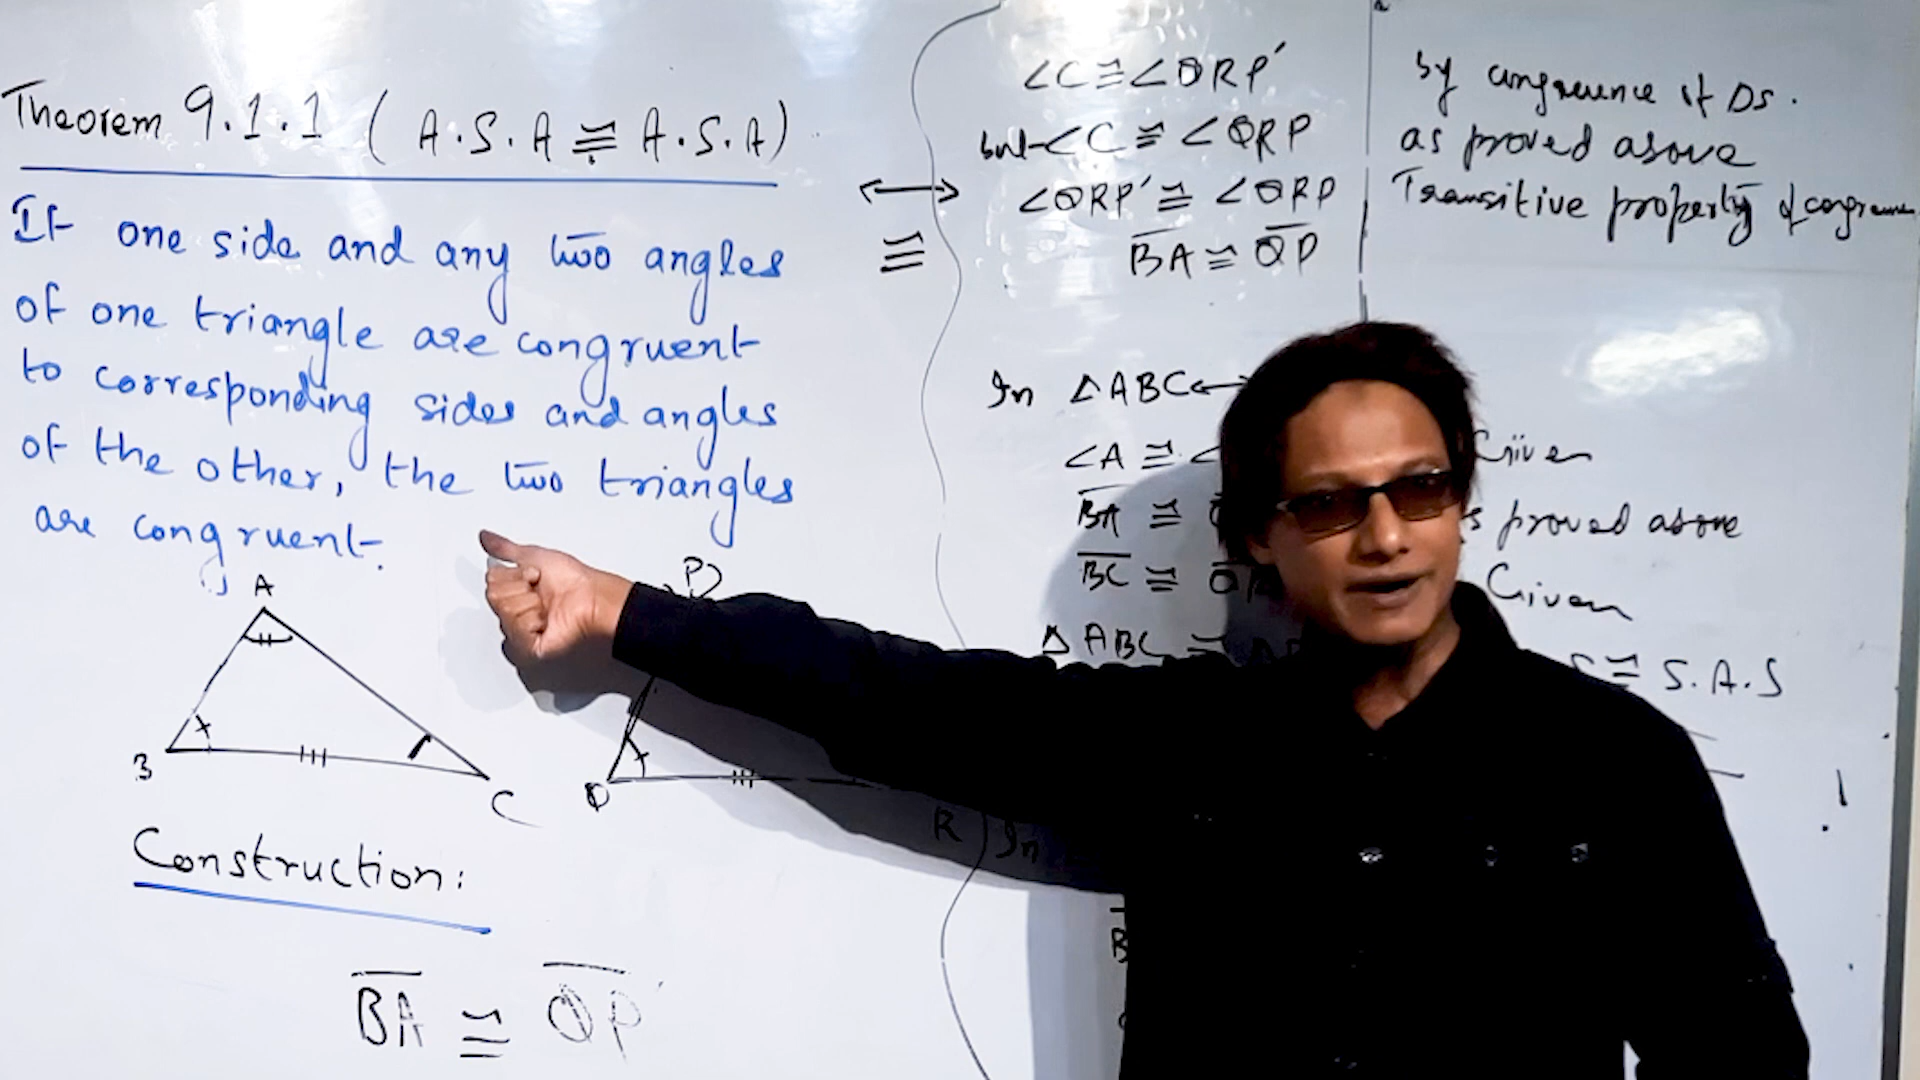 Theorem 9.1.1 ( A.S.A ≅ A.S.A)
If one side and any two angles
of one triangle are congruent
to corresponding sides and angles
of the other, the two triangles
are congruent.
A
B
C
P
Q
R
Construction:
BA ≅ QP'
↔
≅
∠C ≅ ∠QRP' by congruence of Δs.
but ∠C ≅ ∠QRP as proved above
∠QRP' ≅ ∠QRP Transitive property of congruence
BA ≅ QP
In ΔABC ↔
∠A ≅ ∠ Given
BA ≅ proved above
BC ≅ Given
Δ ABC ≅ ≅ S.A.S
In
B